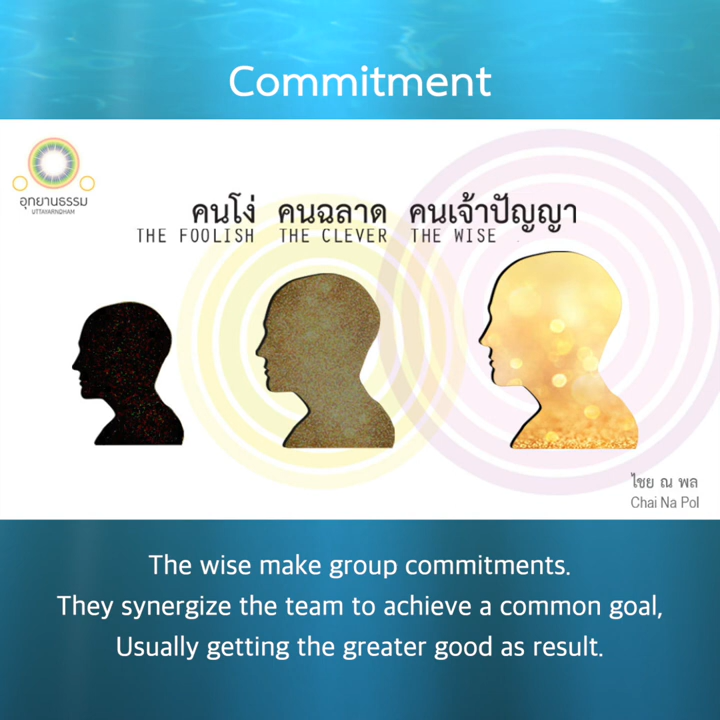 Commitment
อุทยานธรรม
UTTAYARNDHAM
คนโง่ คนฉลาด คนเจ้าปัญญา
THE FOOLISH THE CLEVER THE WISE
ไชย ณ พล
Chai Na Pol
The wise make group commitments.
They synergize the team to achieve a common goal,
Usually getting the greater good as result.